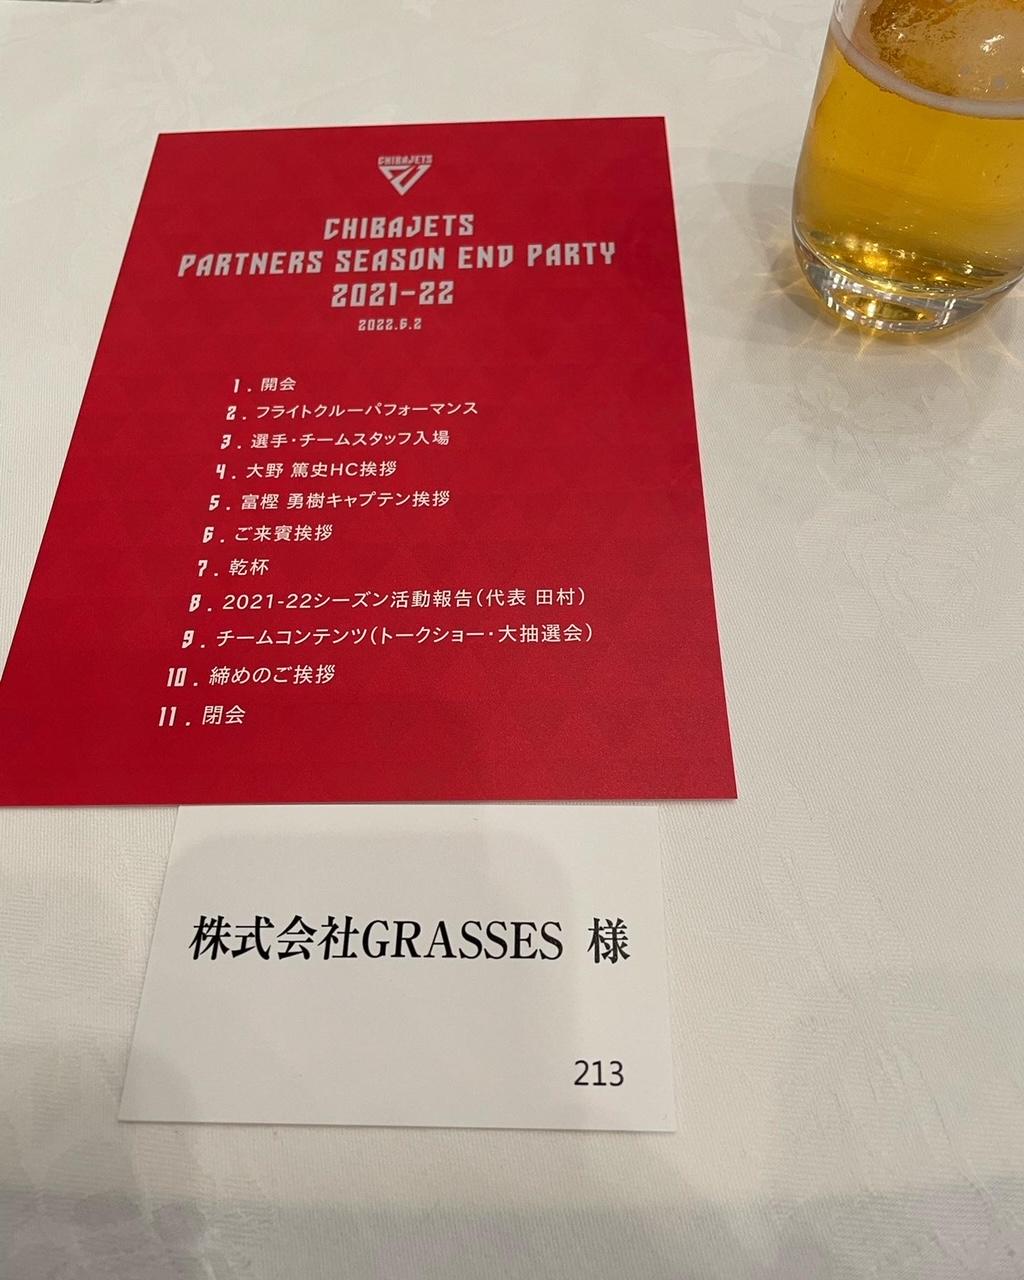 CHIBAJETS
CHIBAJETS
PARTNERS SEASON END PARTY
2021-22
2022.6.2
1. 開会
2. フライトクルーパフォーマンス
3. 選手・チームスタッフ入場
4. 大野 篤史HC挨拶
5. 富樫 勇樹キャプテン挨拶
6. ご来賓挨拶
7. 乾杯
8. 2021-22シーズン活動報告(代表 田村)
9. チームコンテンツ(トークショー・大抽選会)
10. 締めのご挨拶
11. 閉会
株式会社GRASSES 様
213